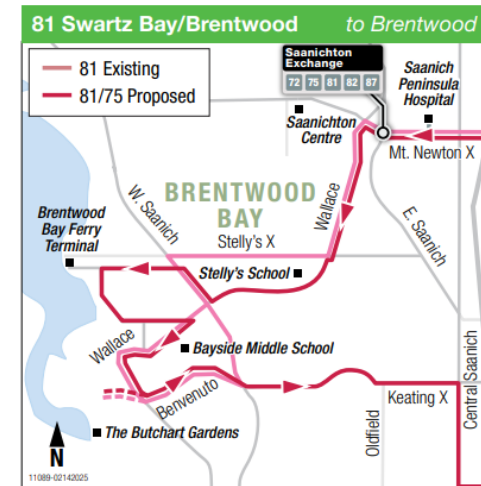 81 Swartz Bay/Brentwood to Brentwood
81 Existing
81/75 Proposed
Saanichton
Exchange
72 75 81 82 87
Saanich
Peninsula
Hospital
Saanichton
Centre
Mt. Newton X
W. Saanich
BRENTWOOD
BAY
Wallace
E. Saanich
Brentwood
Bay Ferry
Terminal
Stelly's X
Stelly's School
Wallace
Bayside Middle School
Central Saanich
Benvenuto
Keating X
Oldfield
The Butchart Gardens
N
11089-02142025